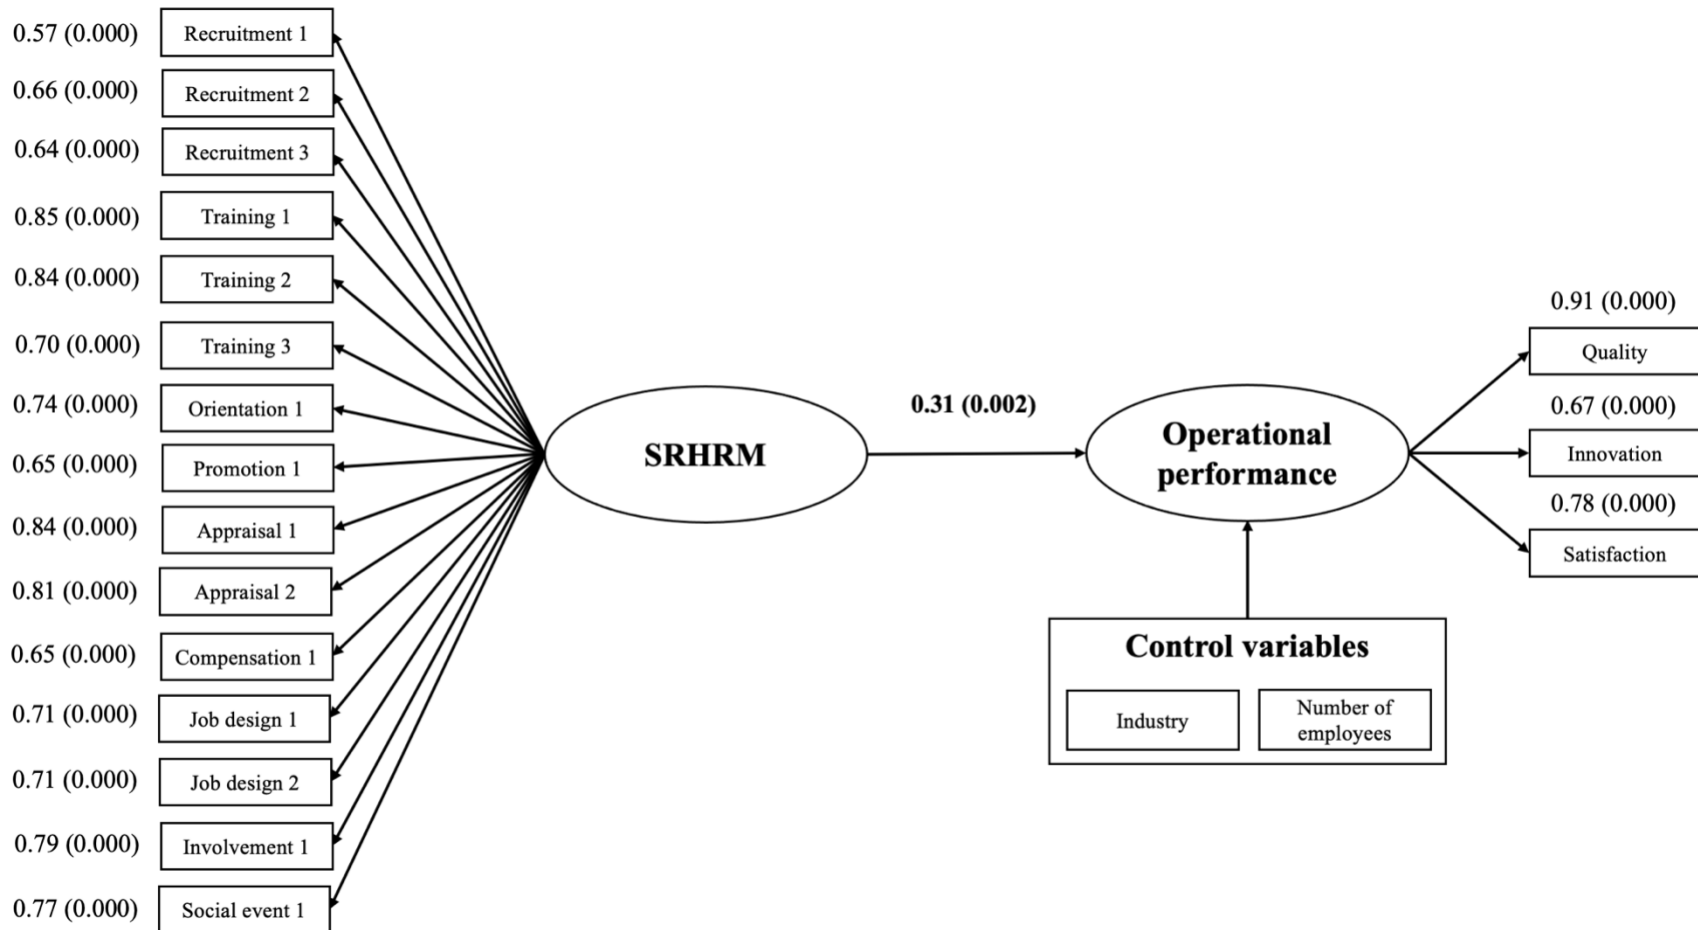 0.57 (0.000)
Recruitment 1
0.66 (0.000)
Recruitment 2
0.64 (0.000)
Recruitment 3
0.85 (0.000)
Training 1
0.84 (0.000)
Training 2
0.70 (0.000)
Training 3
0.74 (0.000)
Orientation 1
0.65 (0.000)
Promotion 1
0.84 (0.000)
Appraisal 1
0.81 (0.000)
Appraisal 2
0.65 (0.000)
Compensation 1
0.71 (0.000)
Job design 1
0.71 (0.000)
Job design 2
0.79 (0.000)
Involvement 1
0.77 (0.000)
Social event 1
SRHRM
0.31 (0.002)
Operational
performance
Control variables
Industry
Number of
employees
0.91 (0.000)
Quality
0.67 (0.000)
Innovation
0.78 (0.000)
Satisfaction